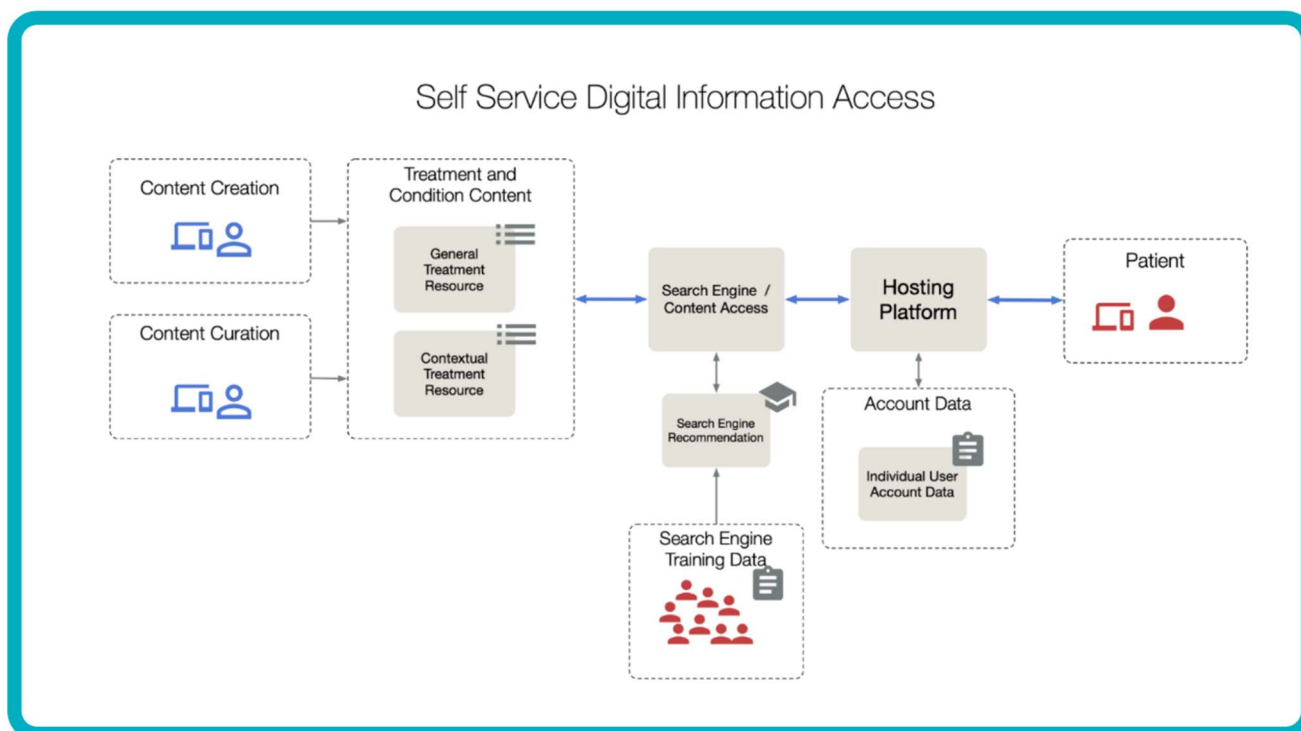 Self Service Digital Information Access
Content Creation
Content Curation
Treatment and
Condition Content
General
Treatment
Resource
Contextual
Treatment
Resource
Search Engine /
Content Access
Search Engine
Recommendation
Search Engine
Training Data
Hosting
Platform
Account Data
Individual User
Account Data
Patient